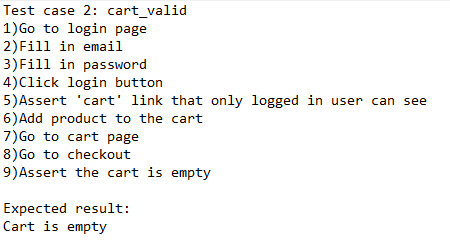 Test case 2: cart_valid
1)Go to login page
2)Fill in email
3)Fill in password
4)Click login button
5)Assert 'cart' link that only logged in user can see
6)Add product to the cart
7)Go to cart page
8)Go to checkout
9)Assert the cart is empty

Expected result:
Cart is empty